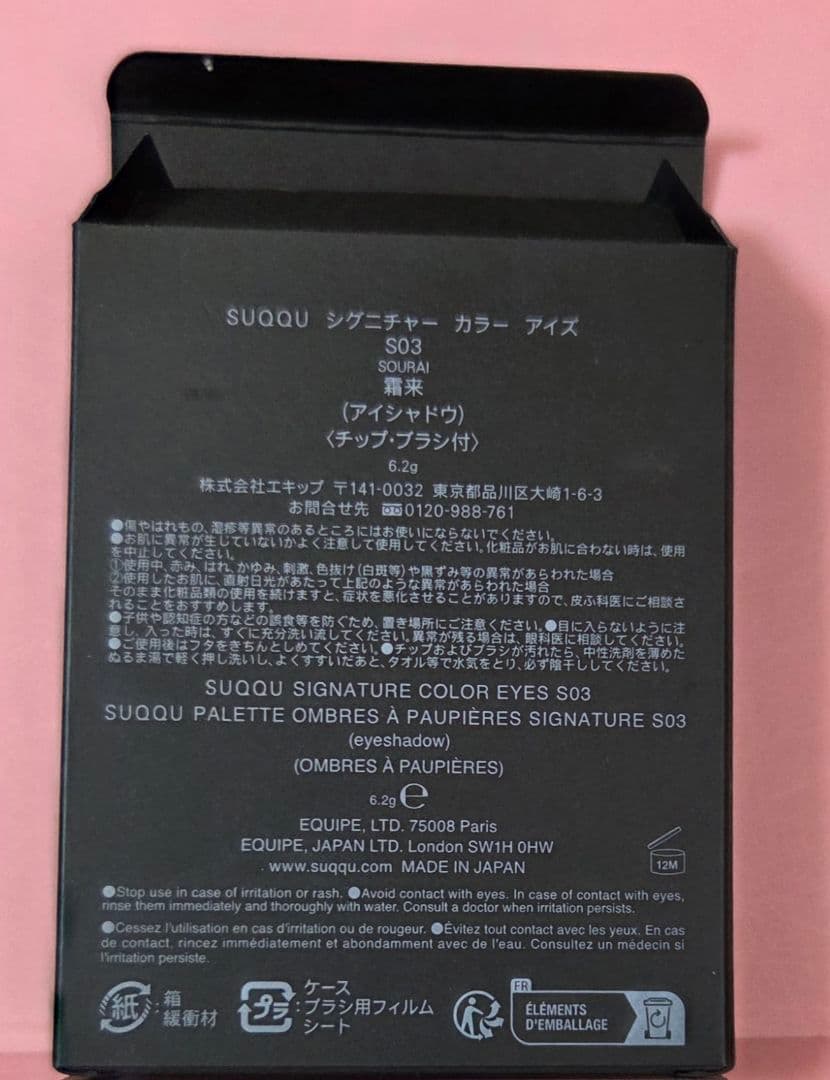 SUQQU シグニチャー カラー アイズ
S03
SOURAI
霜来
(アイシャドウ)
〈チップ・ブラシ付〉
6.2g
株式会社エキップ 〒141-0032 東京都品川区大崎1-6-3
お問合せ先 0120-988-761
●傷やはれもの、湿疹等異常のあるところにはお使いにならないでください。
●お肌に異常が生じていないかよく注意して使用してください。化粧品がお肌に合わない時は、使用
を中止してください。
①使用中、赤み、はれ、かゆみ、刺激、色抜け(白斑等)や黒ずみ等の異常があらわれた場合
②使用したお肌に、直射日光があたって上記のような異常があらわれた場合
そのまま化粧品類の使用を続けますと、症状を悪化させることがありますので、皮ふ科医にご相談さ
れることをおすすめします。
●子供や認知症の方などの誤食等を防ぐため、置き場所にご注意ください。●目に入らないように注
意し、入った時は、すぐに充分洗い流してください。異常が残る場合は、眼科医に相談してください。
●ご使用後はフタをきちんとしめてください。●チップおよびブラシが汚れたら、中性洗剤を薄めた
ぬるま湯で軽く押し洗いし、よくすすいだあと、タオル等で水気をとり、必ず陰干ししてください。
SUQQU SIGNATURE COLOR EYES S03
SUQQU PALETTE OMBRES À PAUPIÈRES SIGNATURE S03
(eyeshadow)
(OMBRES À PAUPIÈRES)
6.2g ℮
EQUIPE, LTD. 75008 Paris
EQUIPE, JAPAN LTD. London SW1H 0HW
www.suqqu.com MADE IN JAPAN
12M
●Stop use in case of irritation or rash. ●Avoid contact with eyes. In case of contact with eyes,
rinse them immediately and thoroughly with water. Consult a doctor when irritation persists.
●Cessez l'utilisation en cas d'irritation ou de rougeur. ●Évitez tout contact avec les yeux. En cas
de contact, rincez immédiatement et abondamment avec de l'eau. Consultez un médecin si
l'irritation persiste.
紙:箱
緩衝材
プラ:ケース
ブラシ用フィルム
シート
FR
ÉLÉMENTS
D'EMBALLAGE